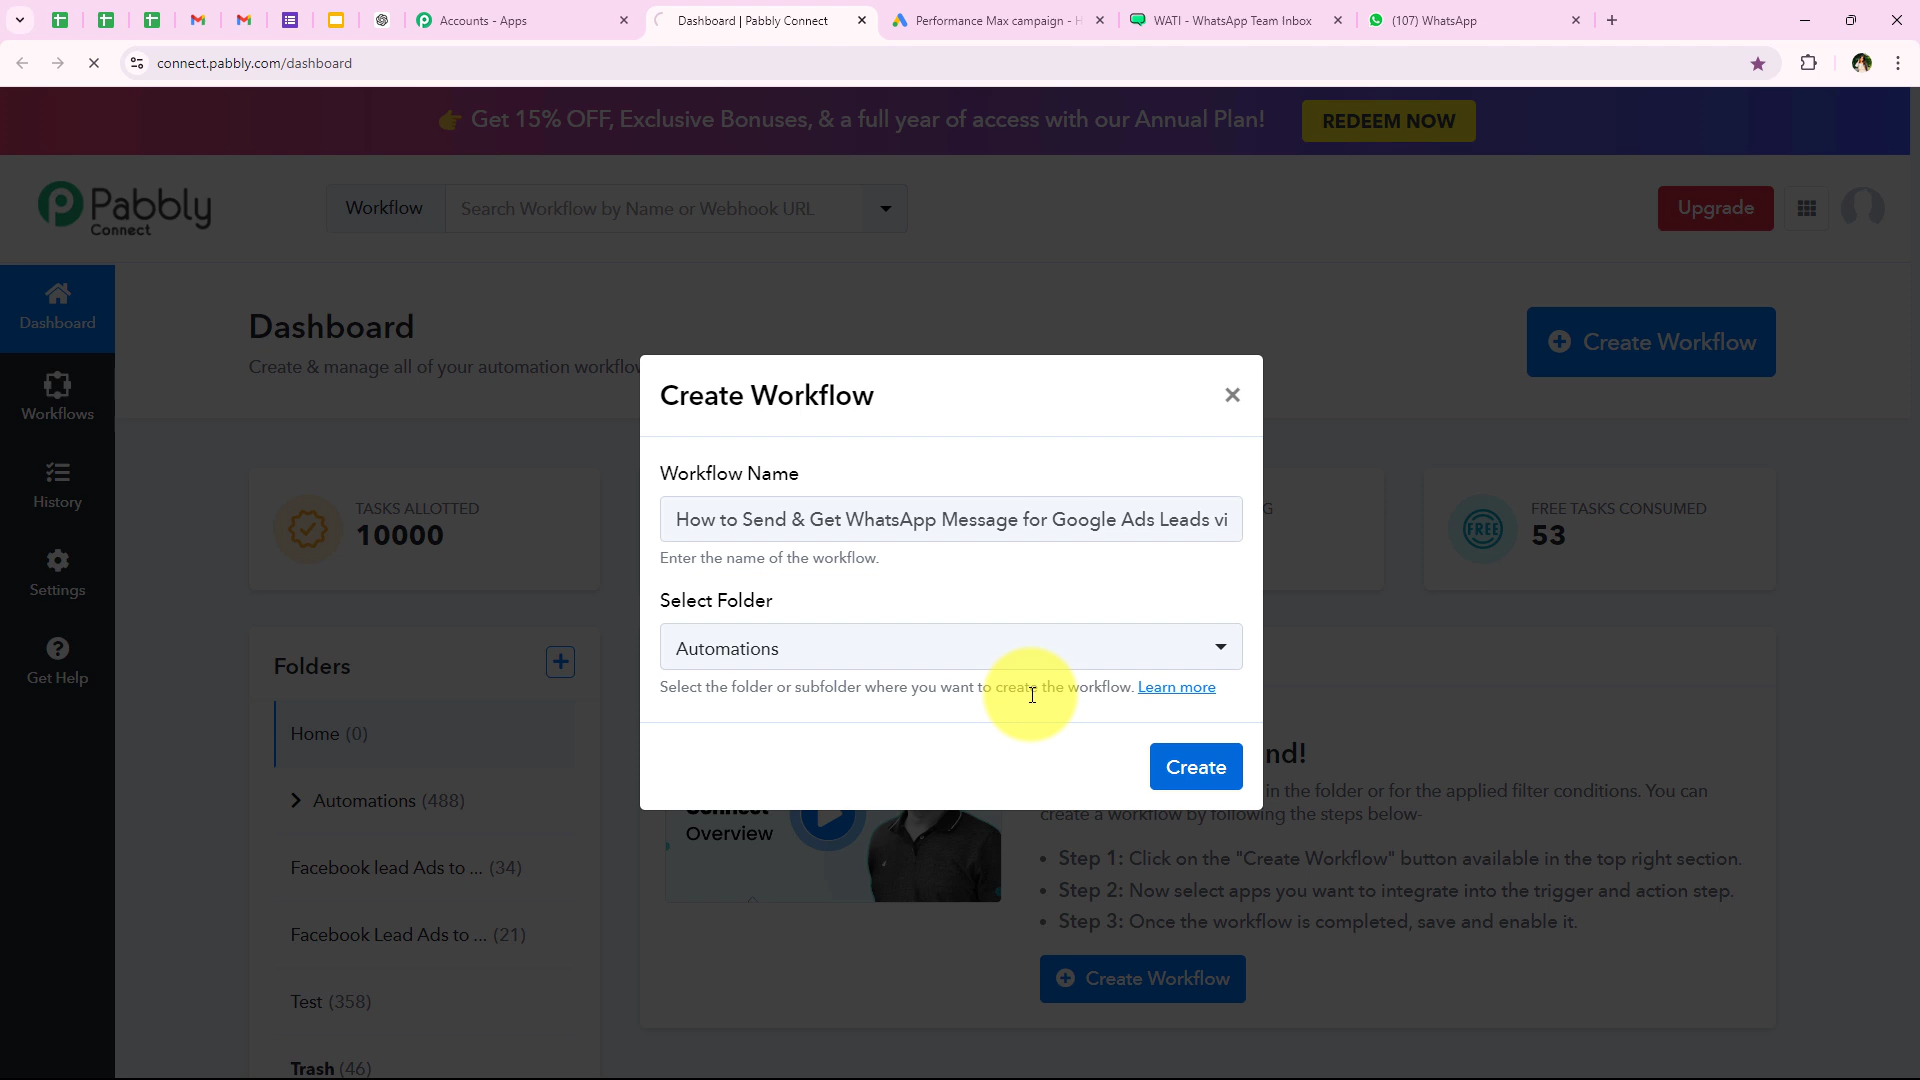 Accounts - Apps
Dashboard | Pabbly Connect
Performance Max campaign - H
WATI - WhatsApp Team Inbox
(107) WhatsApp
connect.pabbly.com/dashboard
👉 Get 15% OFF, Exclusive Bonuses, & a full year of access with our Annual Plan!
REDEEM NOW
Pabbly
Connect
Workflow
Search Workflow by Name or Webhook URL
Upgrade
Dashboard
Workflows
History
Settings
Get Help
Dashboard
Create & manage all of your automation workflow
Create Workflow
TASKS ALLOTTED
10000
G
FREE
FREE TASKS CONSUMED
53
Create Workflow
Workflow Name
How to Send & Get WhatsApp Message for Google Ads Leads vi
Enter the name of the workflow.
Select Folder
Automations
Select the folder or subfolder where you want to create the workflow. Learn more
Create
Folders
Home (0)
Automations (488)
Facebook lead Ads to ... (34)
Facebook Lead Ads to ... (21)
Test (358)
Trash (46)
Connect
Overview
nd!
in the folder or for the applied filter conditions. You can
create a workflow by following the steps below-
• Step 1: Click on the "Create Workflow" button available in the top right section.
• Step 2: Now select apps you want to integrate into the trigger and action step.
• Step 3: Once the workflow is completed, save and enable it.
Create Workflow